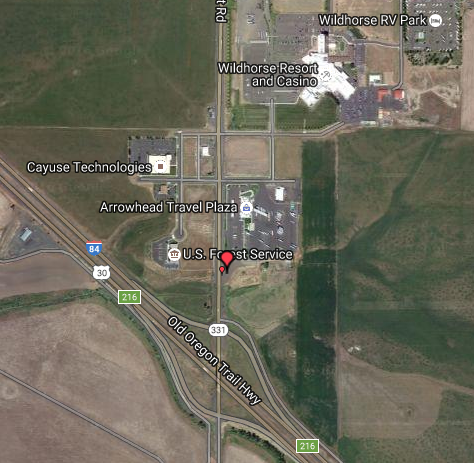 t Rd
Wildhorse RV Park
Wildhorse Resort
and Casino
Cayuse Technologies
Arrowhead Travel Plaza
U.S. Forest Service
84
30
216
331
Old Oregon Trail Hwy
216